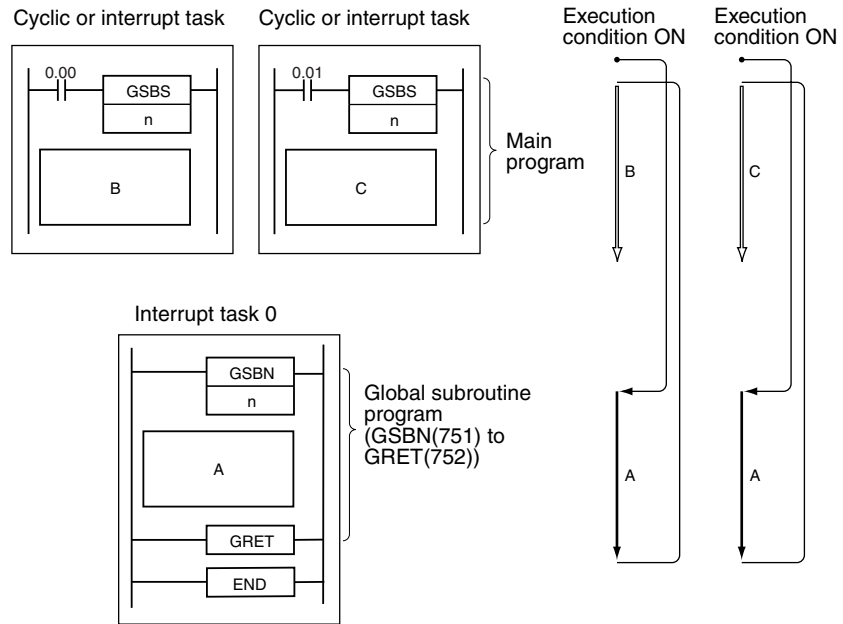 Cyclic or interrupt task
Cyclic or interrupt task
Execution
condition ON
Execution
condition ON
0.00
GSBS
n
B
0.01
GSBS
n
C
Main
program
B
C
Interrupt task 0
GSBN
n
A
GRET
END
Global subroutine
program
(GSBN(751) to
GRET(752))
A
A